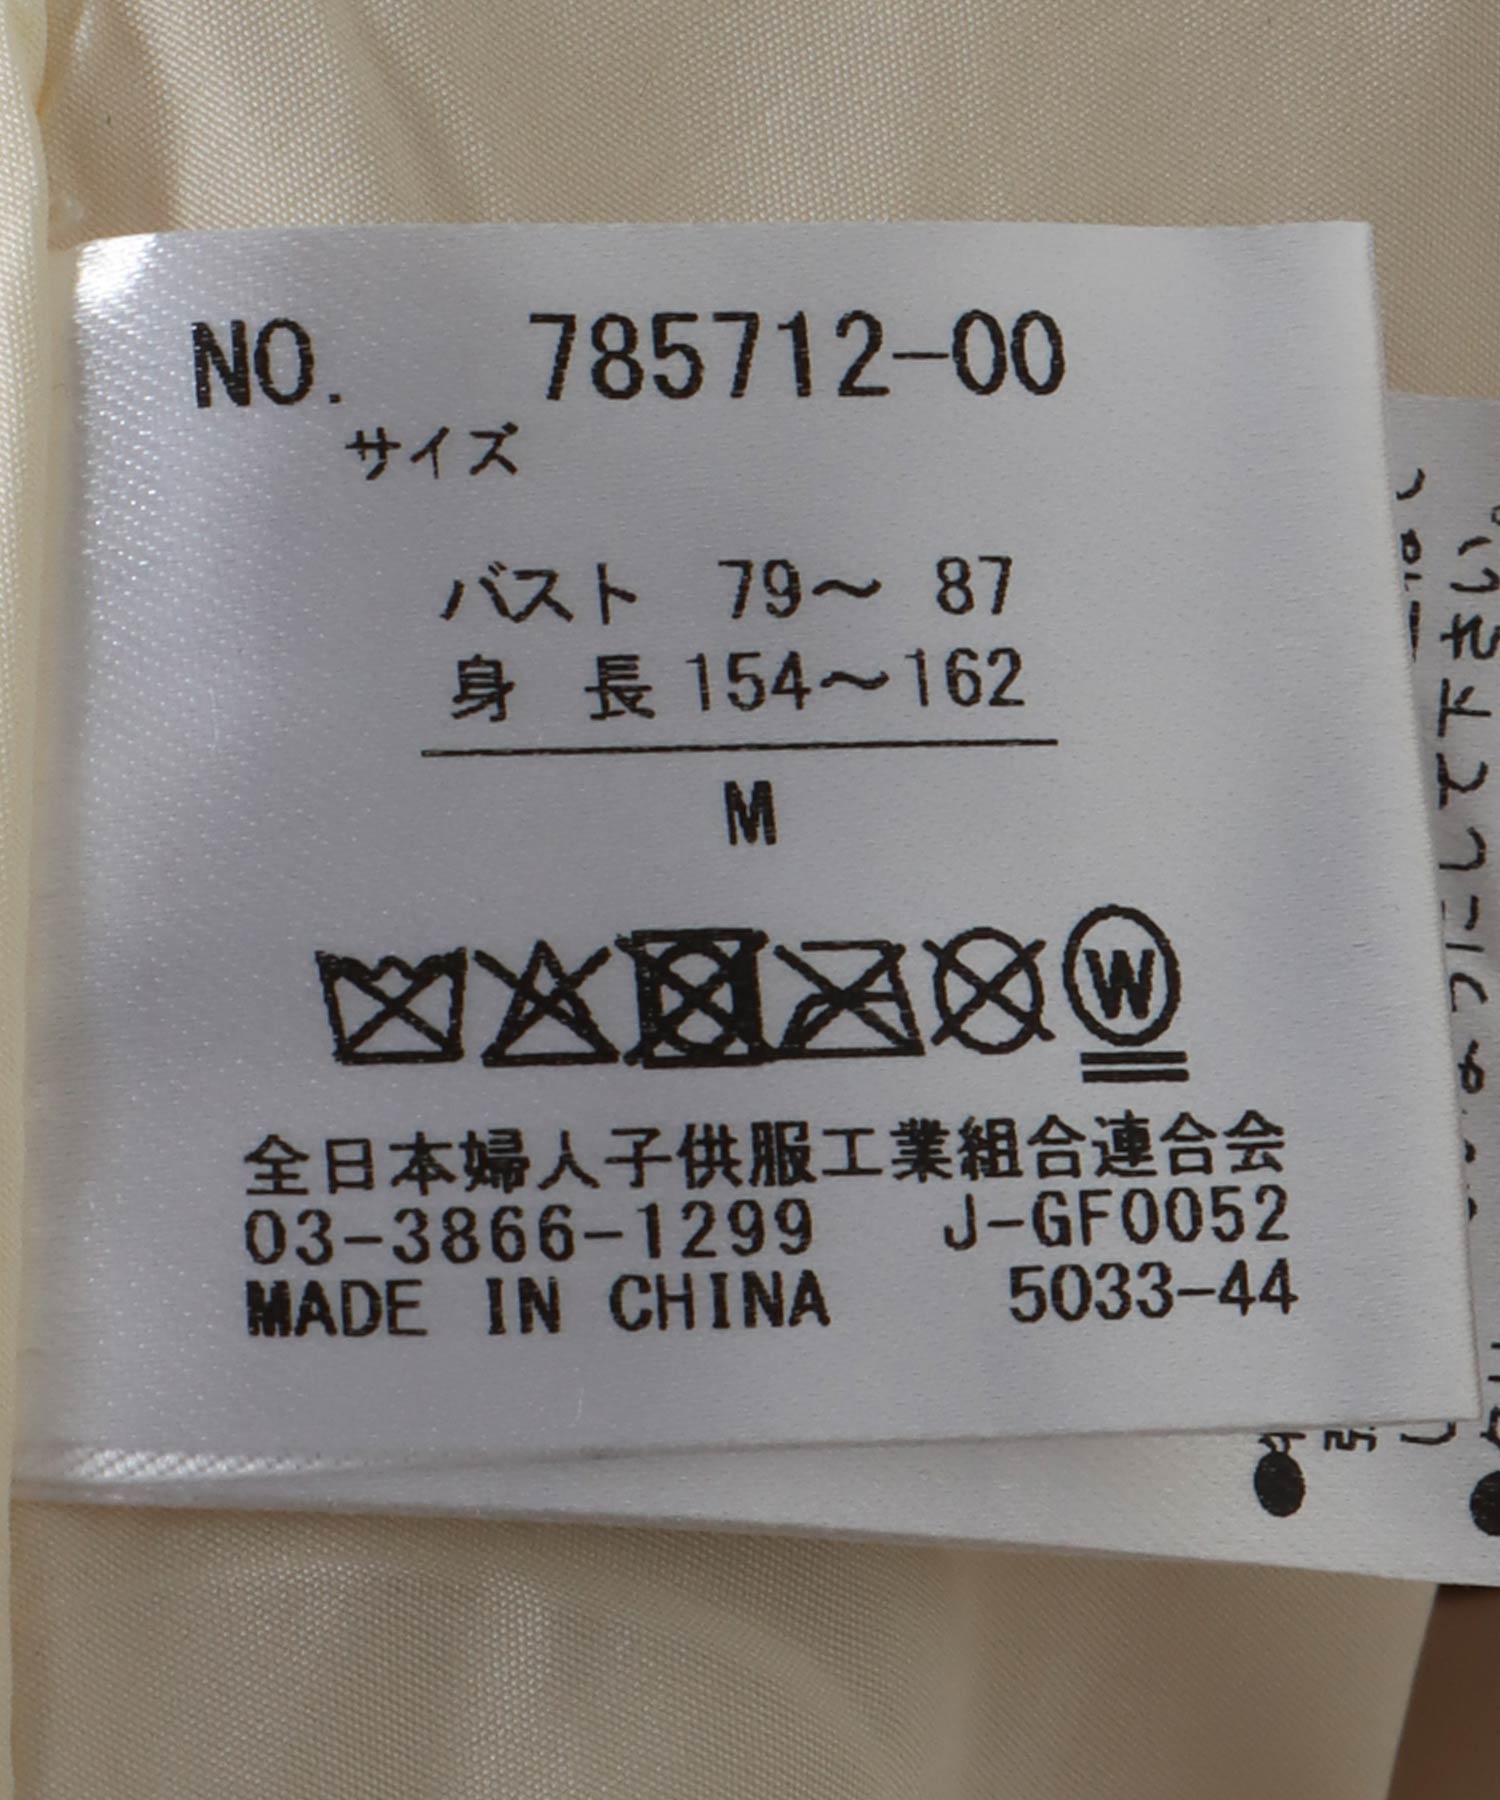 NO. 785712-00
サイズ
バスト 79～ 87
身 長 154～162
M
W
全日本婦人子供服工業組合連合会
03-3866-1299 J-GF0052
MADE IN CHINA 5033-44